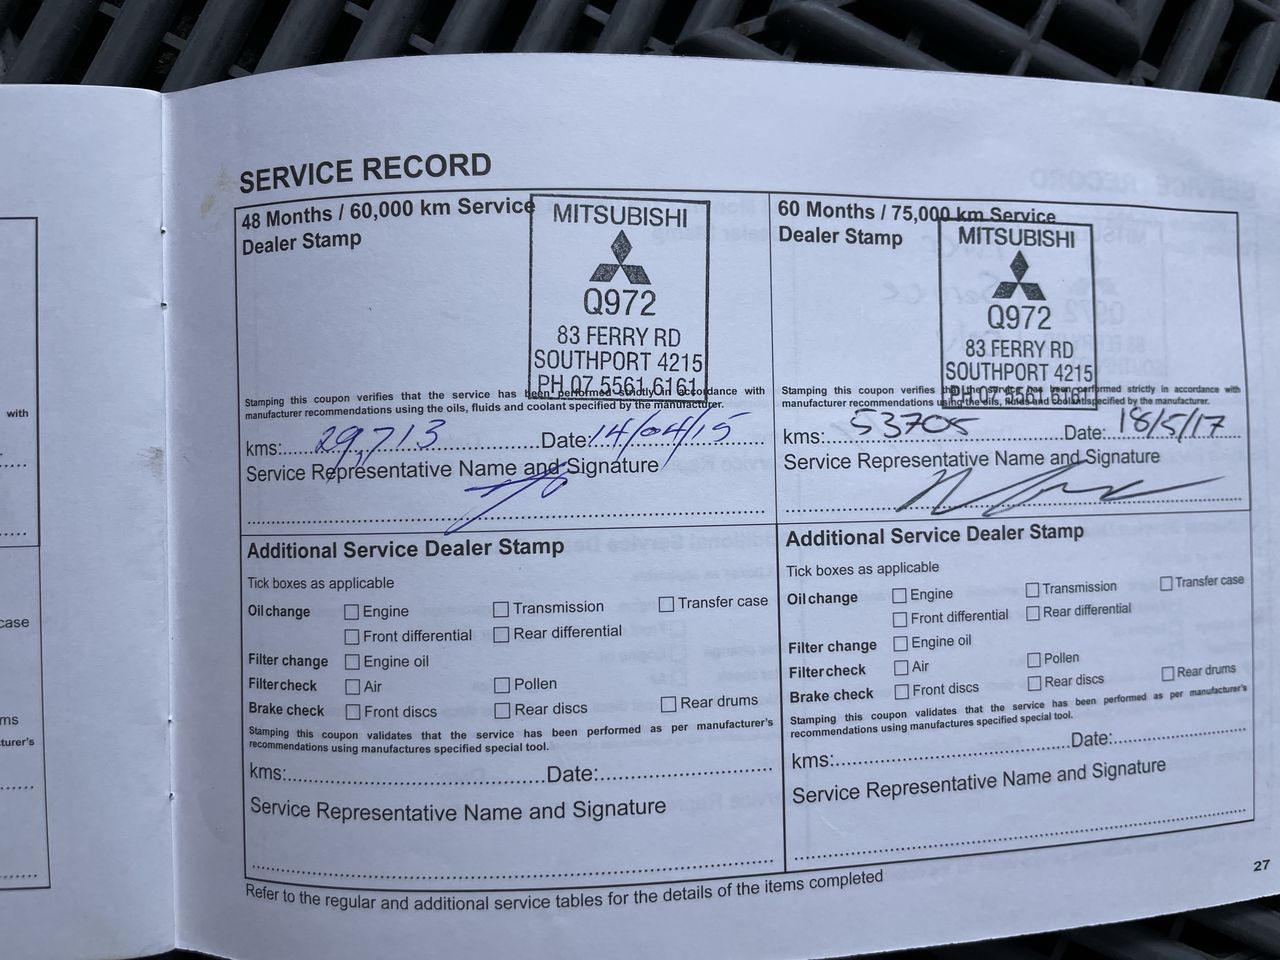 SERVICE RECORD
48 Months / 60,000 km Service
Dealer Stamp
MITSUBISHI
Q972
83 FERRY RD
SOUTHPORT 4215
PH 07 5561 6161
Stamping this coupon verifies that the service has been performed strictly in accordance with
manufacturer recommendations using the oils, fluids and coolant specified by the manufacturer.
kms: 29,713 Date: 14/04/15
Service Representative Name and Signature
Additional Service Dealer Stamp
Tick boxes as applicable
Oil change Engine Transmission Transfer case
Front differential Rear differential
Filter change Engine oil
Filter check Air Pollen
Brake check Front discs Rear discs Rear drums
Stamping this coupon validates that the service has been performed as per manufacturer's
recommendations using manufactures specified special tool.
kms: Date:
Service Representative Name and Signature
60 Months / 75,000 km Service
Dealer Stamp
MITSUBISHI
Q972
83 FERRY RD
SOUTHPORT 4215
PH 07 5561 6161
Stamping this coupon verifies that the service has been performed strictly in accordance with
manufacturer recommendations using the oils, fluids and coolant specified by the manufacturer.
kms: 53705 Date: 18/5/17
Service Representative Name and Signature
Additional Service Dealer Stamp
Tick boxes as applicable
Oil change Engine Transmission Transfer case
Front differential Rear differential
Filter change Engine oil
Filter check Air Pollen
Brake check Front discs Rear discs Rear drums
Stamping this coupon validates that the service has been performed as per manufacturer's
recommendations using manufactures specified special tool.
kms: Date:
Service Representative Name and Signature
Refer to the regular and additional service tables for the details of the items completed
27
with
case
ms
turer's